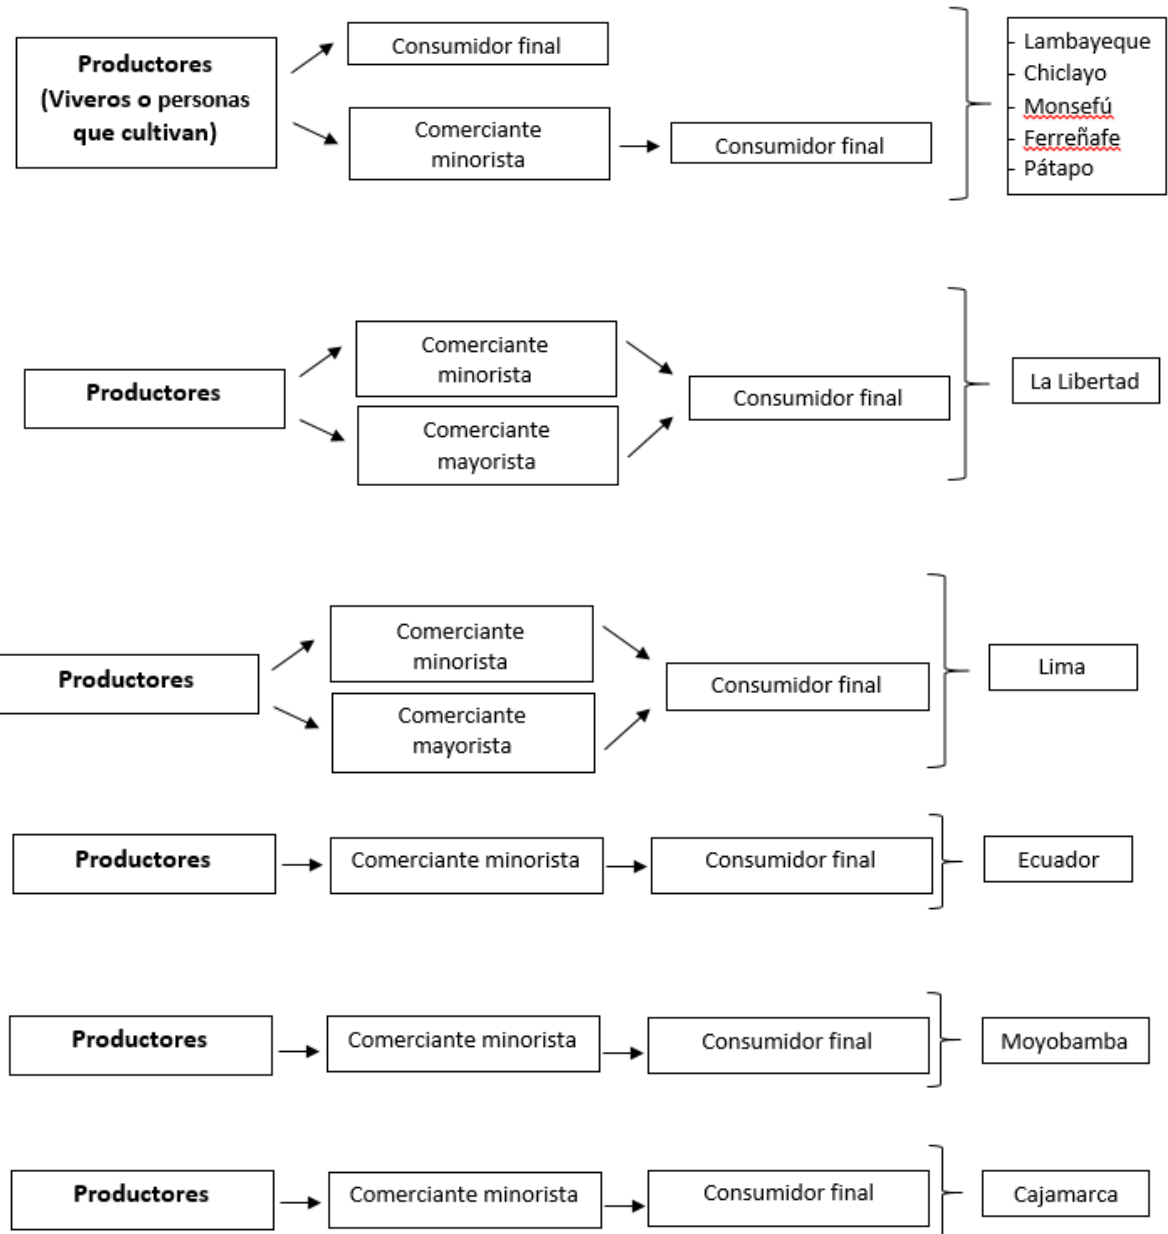 Productores
(Viveros o personas
que cultivan)
Consumidor final
Comerciante
minorista
Consumidor final
- Lambayeque
- Chiclayo
- Monsefú
- Ferreñafe
- Pátapo
Productores
Comerciante
minorista
Comerciante
mayorista
Consumidor final
La Libertad
Productores
Comerciante
minorista
Comerciante
mayorista
Consumidor final
Lima
Productores
Comerciante minorista
Consumidor final
Ecuador
Productores
Comerciante minorista
Consumidor final
Moyobamba
Productores
Comerciante minorista
Consumidor final
Cajamarca